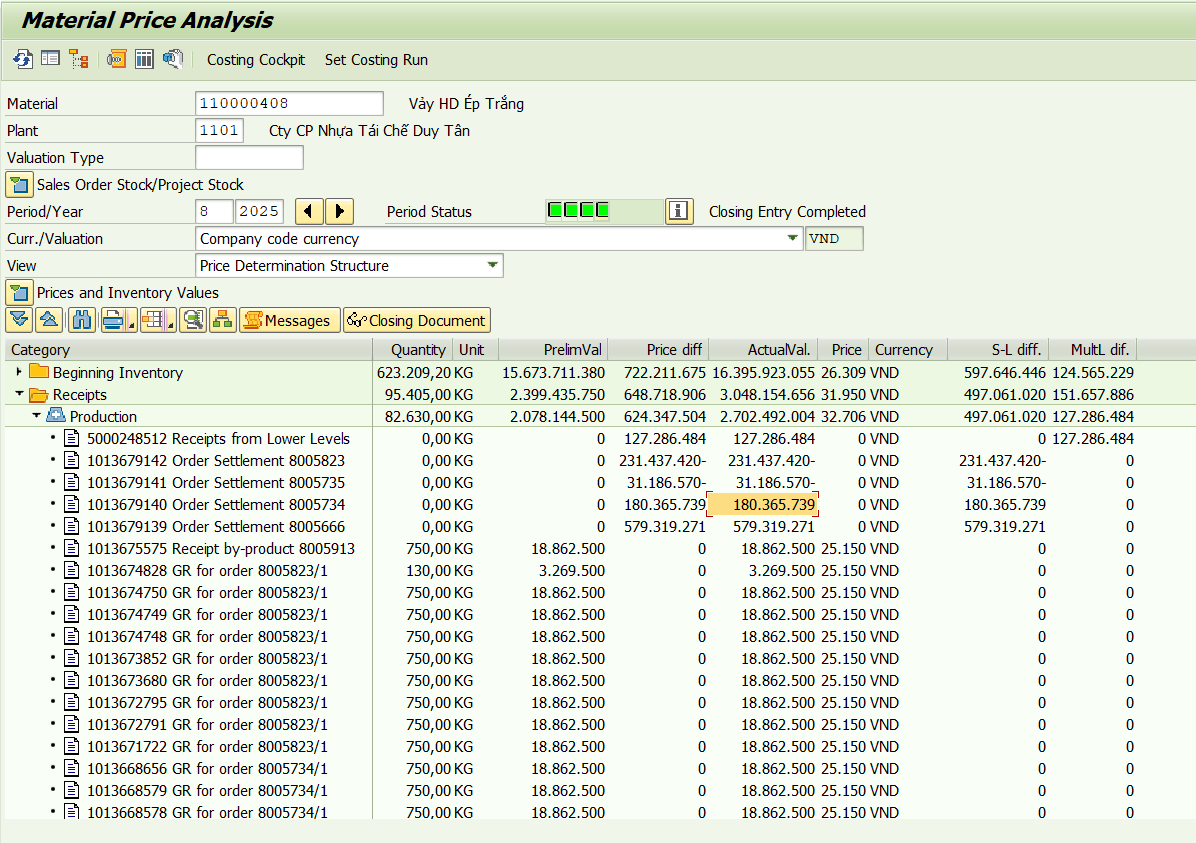 Material Price Analysis
Costing Cockpit Set Costing Run
Material 110000408 Vảy HD Ép Trắng
Plant 1101 Cty CP Nhựa Tái Chế Duy Tân
Valuation Type
Sales Order Stock/Project Stock
Period/Year 8 2025 Period Status Closing Entry Completed
Curr./Valuation Company code currency VND
View Price Determination Structure
Prices and Inventory Values
Messages Closing Document
Category Quantity Unit PrelimVal Price diff ActualVal. Price Currency S-L diff. MultL dif.
Beginning Inventory 623.209,20 KG 15.673.711.380 722.211.675 16.395.923.055 26.309 VND 597.646.446 124.565.229
Receipts 95.405,00 KG 2.399.435.750 648.718.906 3.048.154.656 31.950 VND 497.061.020 151.657.886
Production 82.630,00 KG 2.078.144.500 624.347.504 2.702.492.004 32.706 VND 497.061.020 127.286.484
5000248512 Receipts from Lower Levels 0,00 KG 0 127.286.484 127.286.484 0 VND 0 127.286.484
1013679142 Order Settlement 8005823 0,00 KG 0 231.437.420- 231.437.420- 0 VND 231.437.420- 0
1013679141 Order Settlement 8005735 0,00 KG 0 31.186.570- 31.186.570- 0 VND 31.186.570- 0
1013679140 Order Settlement 8005734 0,00 KG 0 180.365.739 180.365.739 0 VND 180.365.739 0
1013679139 Order Settlement 8005666 0,00 KG 0 579.319.271 579.319.271 0 VND 579.319.271 0
1013675575 Receipt by-product 8005913 750,00 KG 18.862.500 0 18.862.500 25.150 VND 0 0
1013674828 GR for order 8005823/1 130,00 KG 3.269.500 0 3.269.500 25.150 VND 0 0
1013674750 GR for order 8005823/1 750,00 KG 18.862.500 0 18.862.500 25.150 VND 0 0
1013674749 GR for order 8005823/1 750,00 KG 18.862.500 0 18.862.500 25.150 VND 0 0
1013674748 GR for order 8005823/1 750,00 KG 18.862.500 0 18.862.500 25.150 VND 0 0
1013673852 GR for order 8005823/1 750,00 KG 18.862.500 0 18.862.500 25.150 VND 0 0
1013673680 GR for order 8005823/1 750,00 KG 18.862.500 0 18.862.500 25.150 VND 0 0
1013672795 GR for order 8005823/1 750,00 KG 18.862.500 0 18.862.500 25.150 VND 0 0
1013672791 GR for order 8005823/1 750,00 KG 18.862.500 0 18.862.500 25.150 VND 0 0
1013671722 GR for order 8005823/1 750,00 KG 18.862.500 0 18.862.500 25.150 VND 0 0
1013668656 GR for order 8005734/1 750,00 KG 18.862.500 0 18.862.500 25.150 VND 0 0
1013668579 GR for order 8005734/1 750,00 KG 18.862.500 0 18.862.500 25.150 VND 0 0
1013668578 GR for order 8005734/1 750,00 KG 18.862.500 0 18.862.500 25.150 VND 0 0